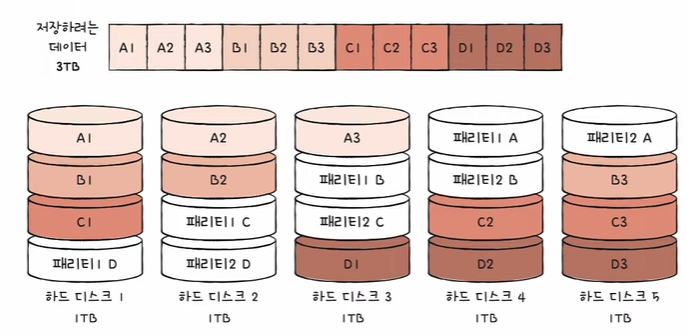 저장하려는
데이터
3TB
A1 A2 A3 B1 B2 B3 C1 C2 C3 D1 D2 D3
A1 A2 A3 패리티1 A 패리티2 A
B1 B2 패리티1 B 패리티2 B B3
C1 패리티1 C 패리티2 C C2 C3
패리티1 D 패리티2 D D1 D2 D3
하드 디스크 1 하드 디스크 2 하드 디스크 3 하드 디스크 4 하드 디스크 5
1TB 1TB 1TB 1TB 1TB